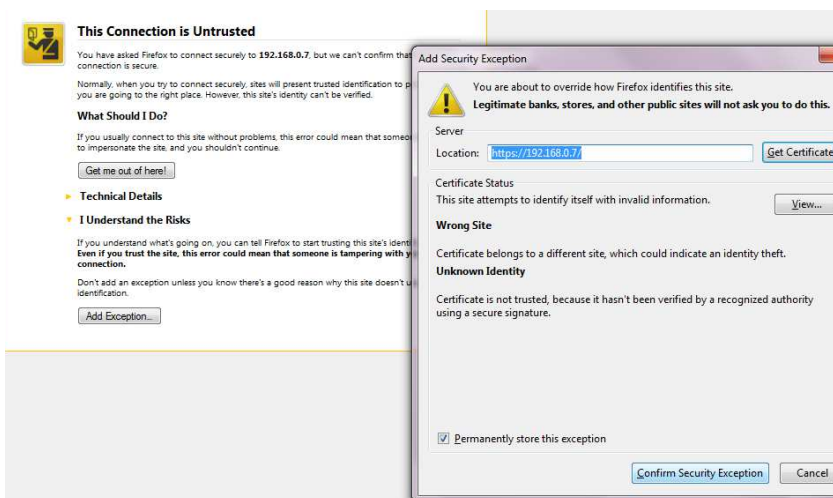 This Connection is Untrusted
You have asked Firefox to connect securely to 192.168.0.7, but we can't confirm that
connection is secure.
Normally, when you try to connect securely, sites will present trusted identification to
you are going to the right place. However, this site's identity can't be verified.
What Should I Do?
If you usually connect to this site without problems, this error could mean that
to impersonate the site, and you shouldn't continue.
Get me out of here!
Technical Details
I Understand the Risks
If you understand what's going on, you can tell Firefox to start trusting this site's
Even if you trust the site, this error could mean that someone is tampering with
connection.
Don't add an exception unless you know there's a good reason why this site doesn't
identification.
Add Exception...
Add Security Exception
You are about to override how Firefox identifies this site.
Legitimate banks, stores, and other public sites will not ask you to do this.
Server
Location: https://192.168.0.7/ Get Certificate
Certificate Status
This site attempts to identify itself with invalid information. View...
Wrong Site
Certificate belongs to a different site, which could indicate an identity theft.
Unknown Identity
Certificate is not trusted, because it hasn't been verified by a recognized authority
using a secure signature.
Permanently store this exception
Confirm Security Exception Cancel